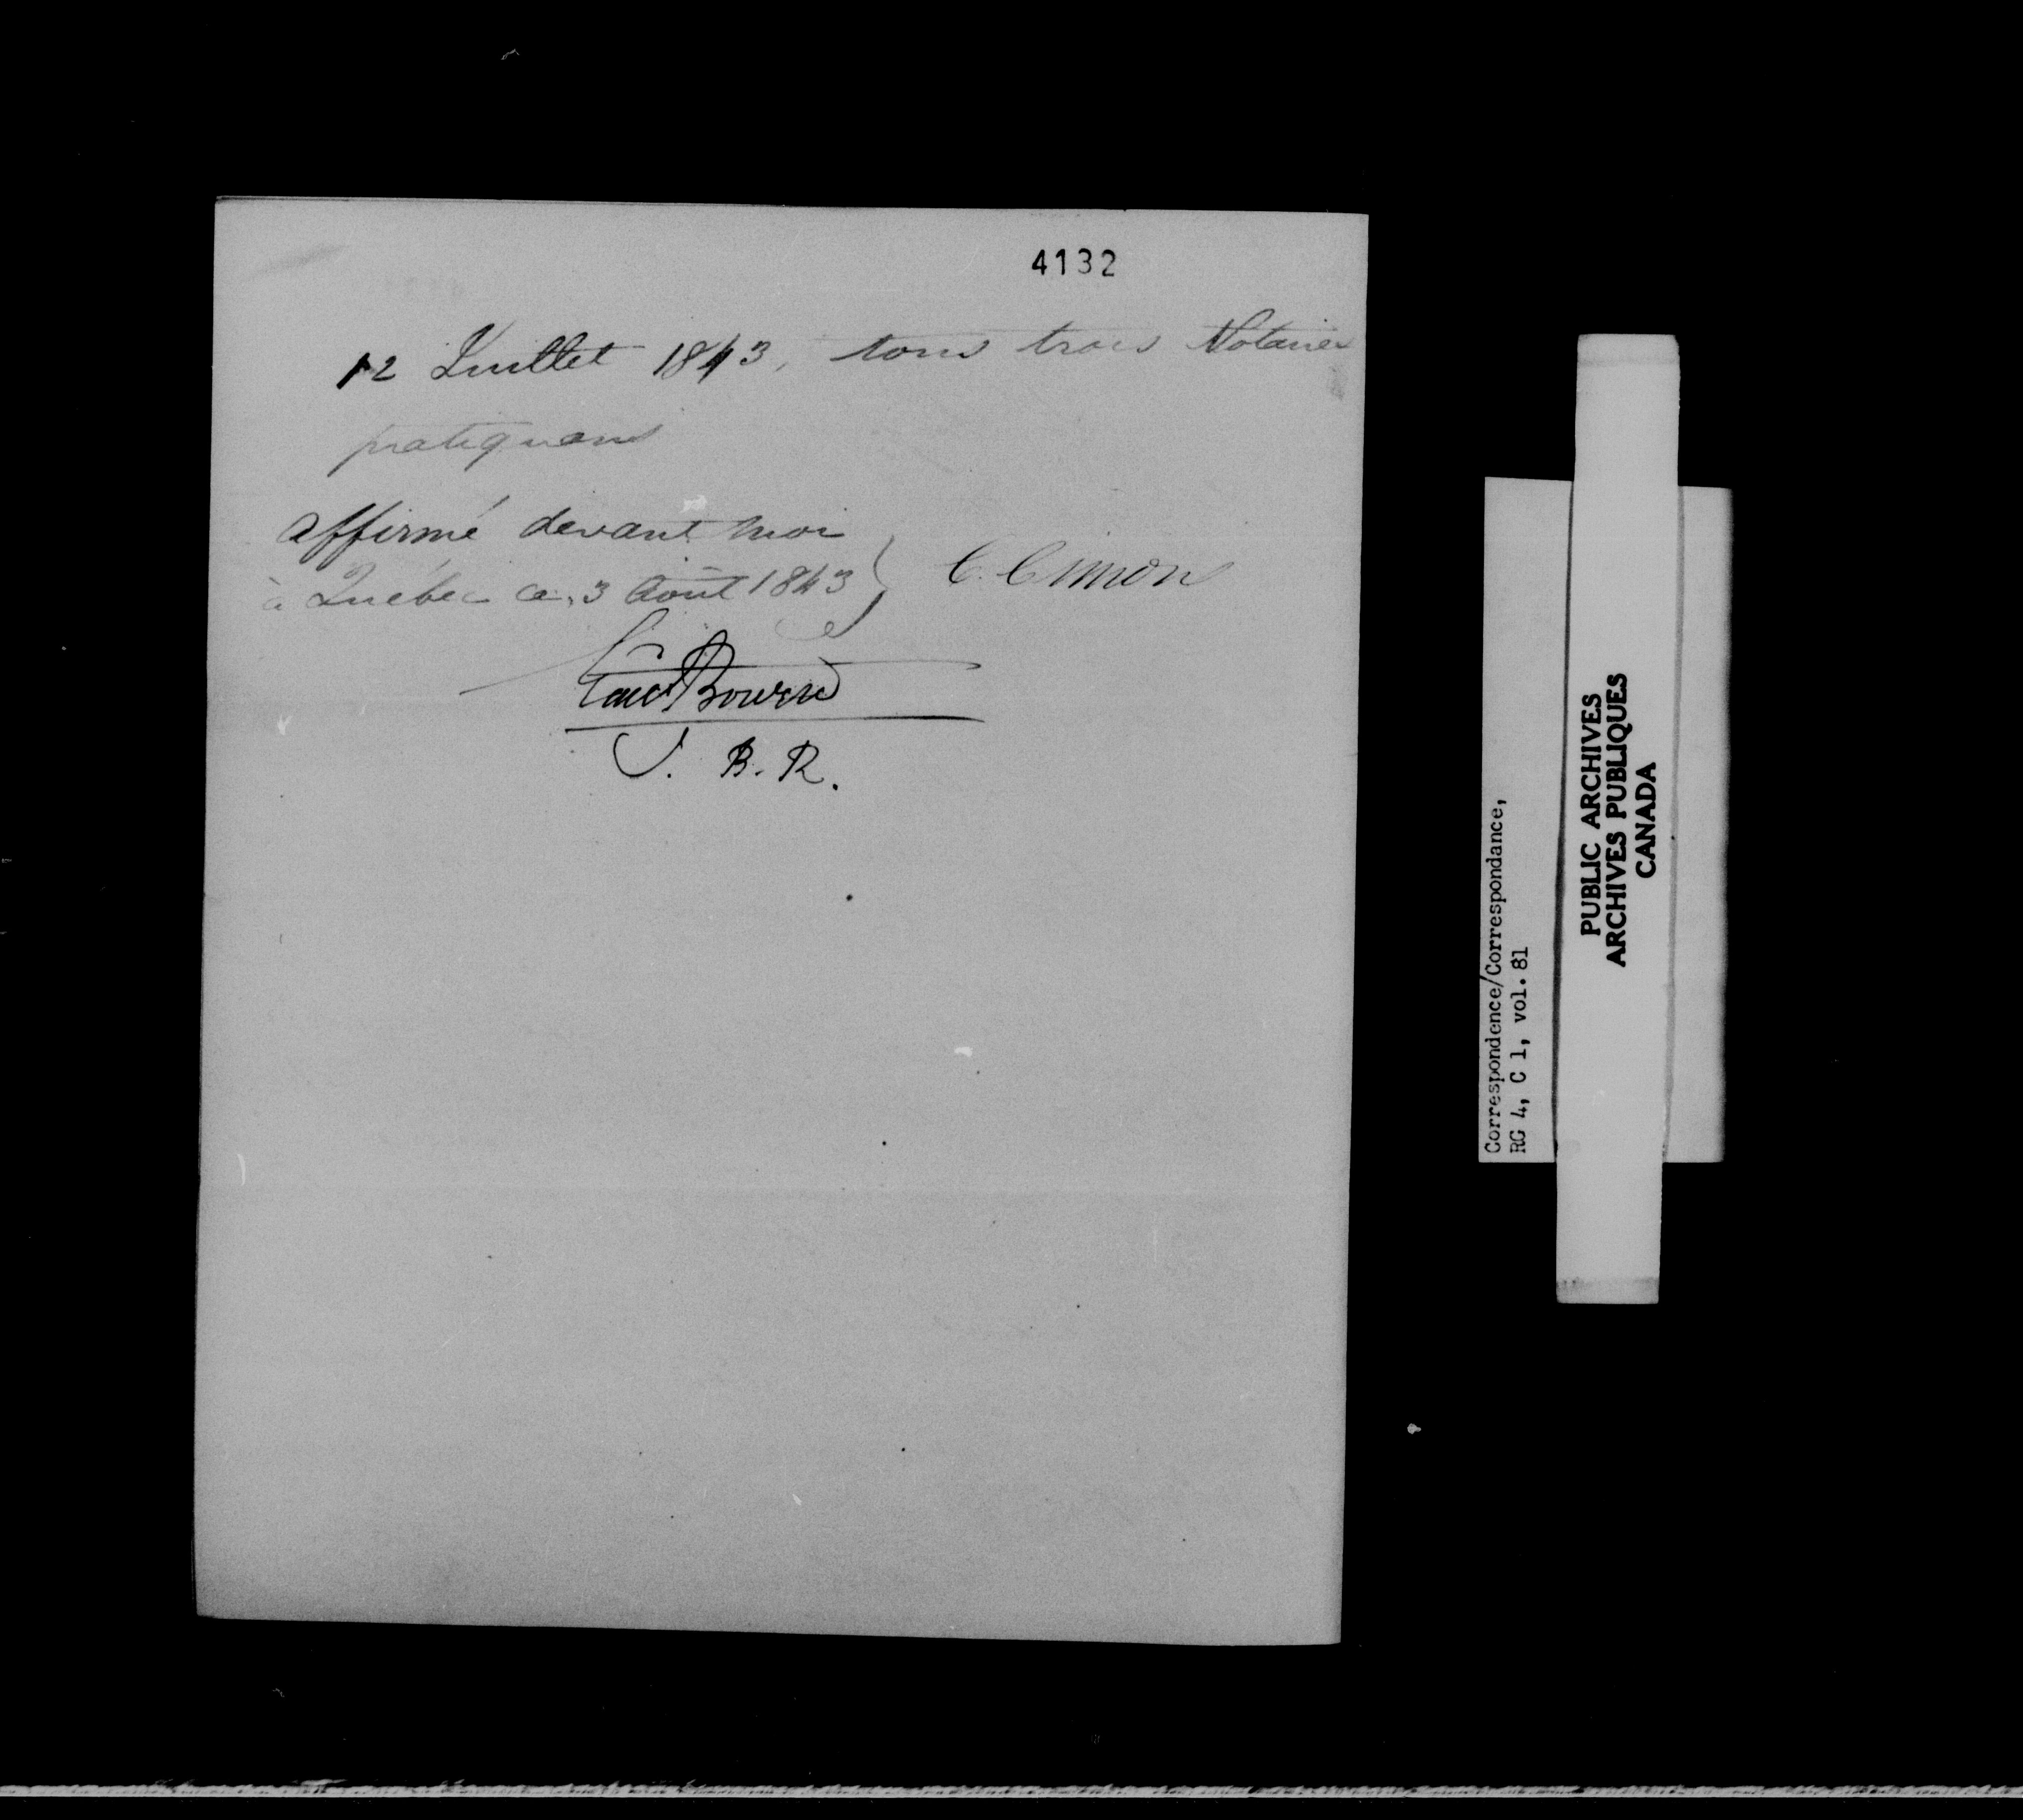 4132
12 Juillet 1843, tous trois Notaires
pratiquans
affirmé devant moi
à Québec ce 3 Août 1843 } C. Cimon
J. B. R.
Correspondence/Correspondance,
RG 4, C 1, vol. 81
PUBLIC ARCHIVES
ARCHIVES PUBLIQUES
CANADA